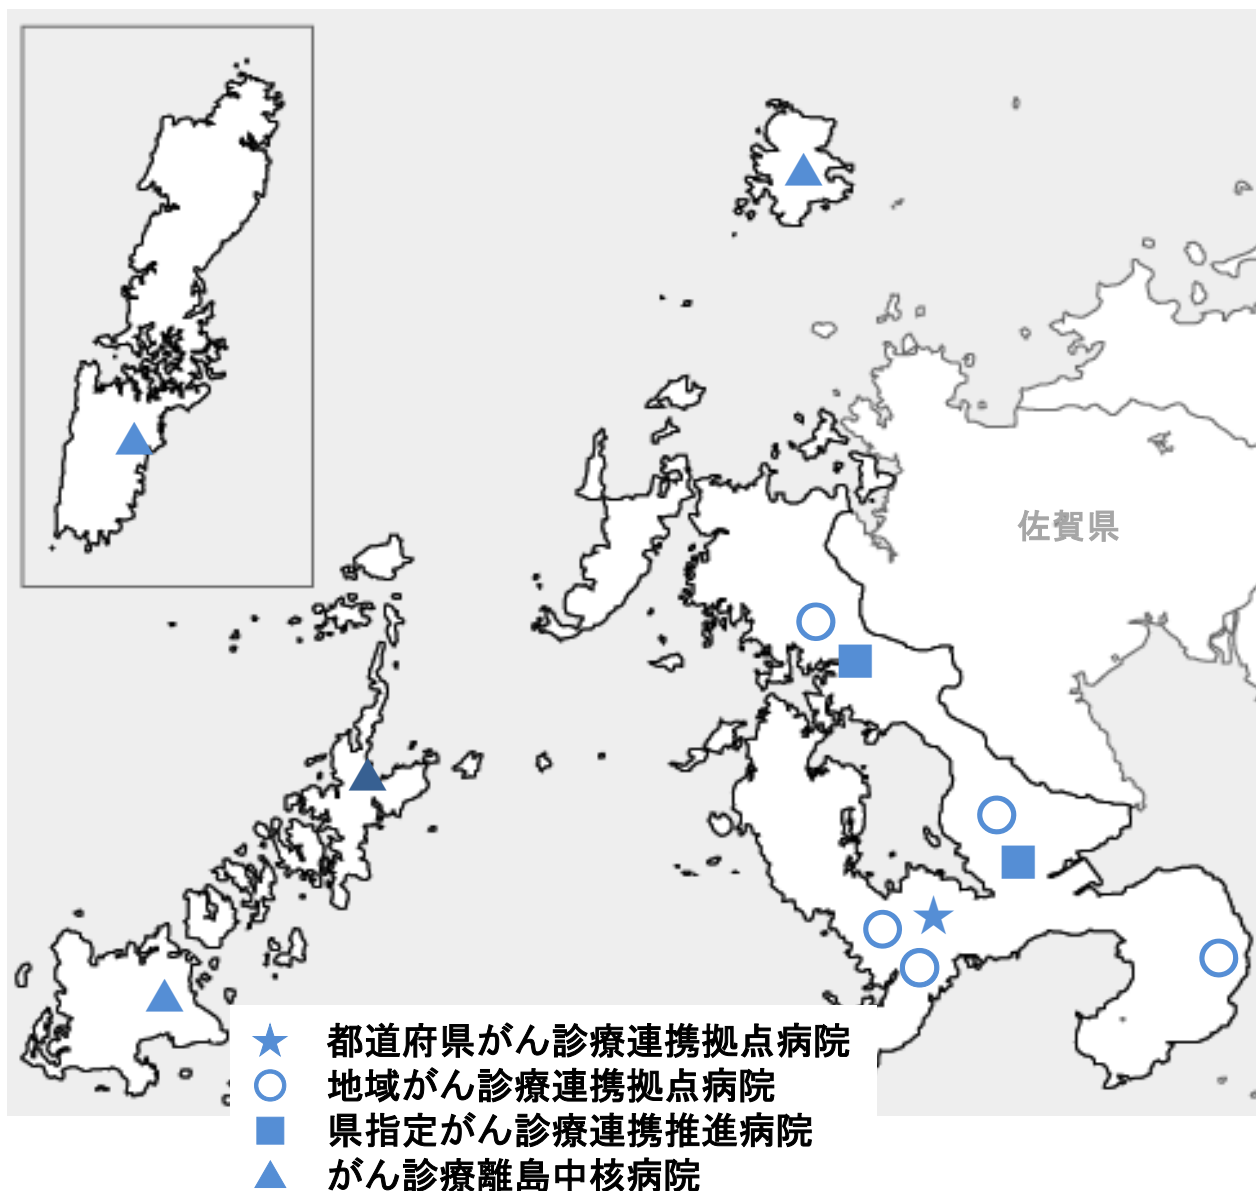 佐賀県
都道府県がん診療連携拠点病院
地域がん診療連携拠点病院
県指定がん診療連携推進病院
がん診療離島中核病院